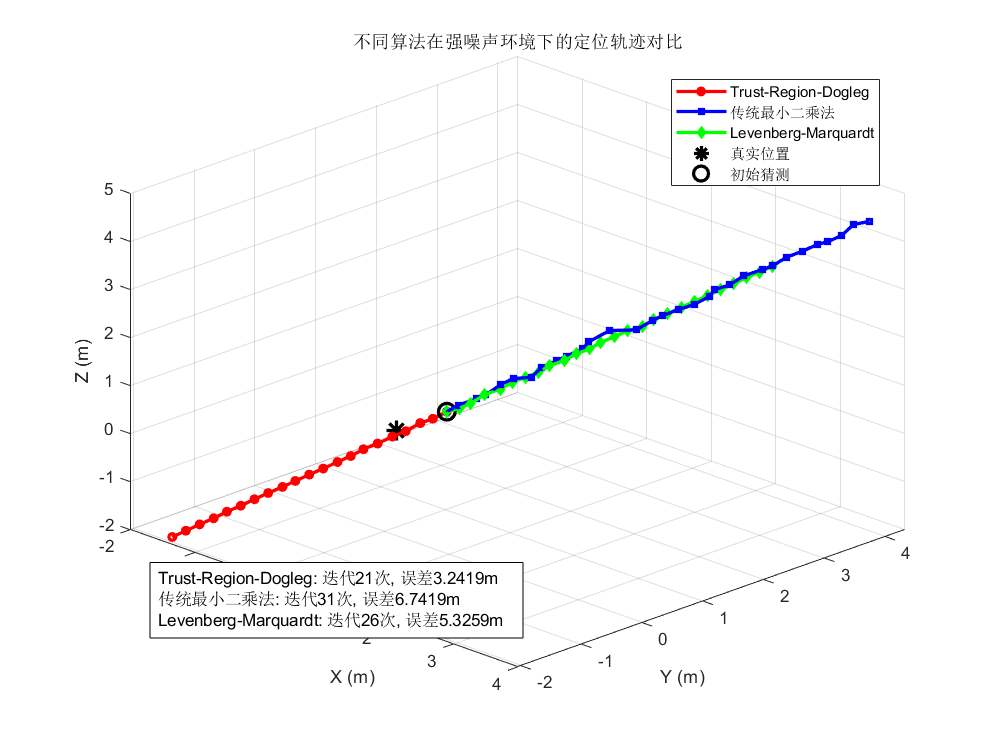 不同算法在强噪声环境下的定位轨迹对比
Trust-Region-Dogleg
传统最小二乘法
Levenberg-Marquardt
真实位置
初始猜测
5
4
3
2
1
0
-1
-2
Z (m)
-2
2
3
4
X (m)
-2
-1
0
1
2
3
4
Y (m)
Trust-Region-Dogleg: 迭代21次, 误差3.2419m
传统最小二乘法: 迭代31次, 误差6.7419m
Levenberg-Marquardt: 迭代26次, 误差5.3259m